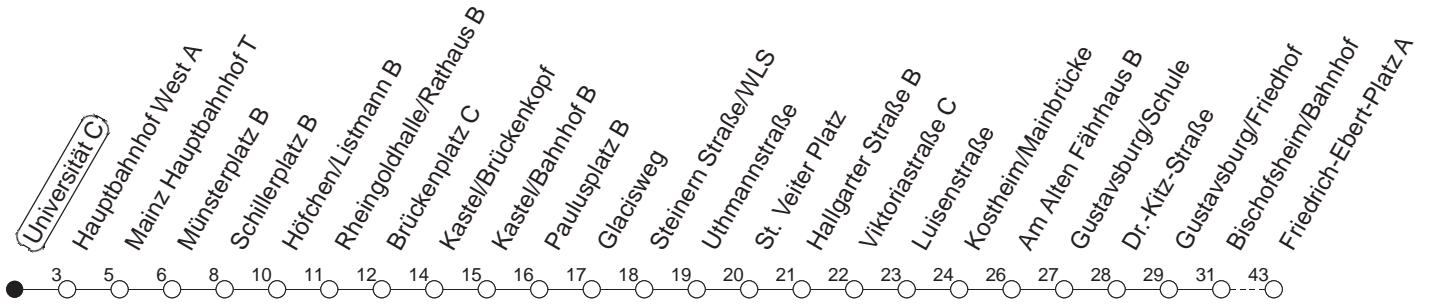 Universität C
Hauptbahnhof West A
Mainz Hauptbahnhof T
Münsterplatz B
Schillerplatz B
Höfchen/Listmann B
Rheingoldhalle/Rathaus B
Brückenplatz C
Kastel/Brückenkopf
Kastel/Bahnhof B
Paulusplatz B
Glacisweg
Steinern Straße/WLS
Uthmannstraße
St. Veiter Platz
Hallgarter Straße B
Viktoriastraße C
Luisenstraße
Kostheim/Mainbrücke
Am Alten Fährhaus B
Gustavsburg/Schule
Dr.-Kitz-Straße
Gustavsburg/Friedhof
Bischofsheim/Bahnhof
Friedrich-Ebert-Platz A
3 5 6 8 10 11 12 14 15 16 17 18 19 20 21 22 23 24 26 27 28 29 31 43